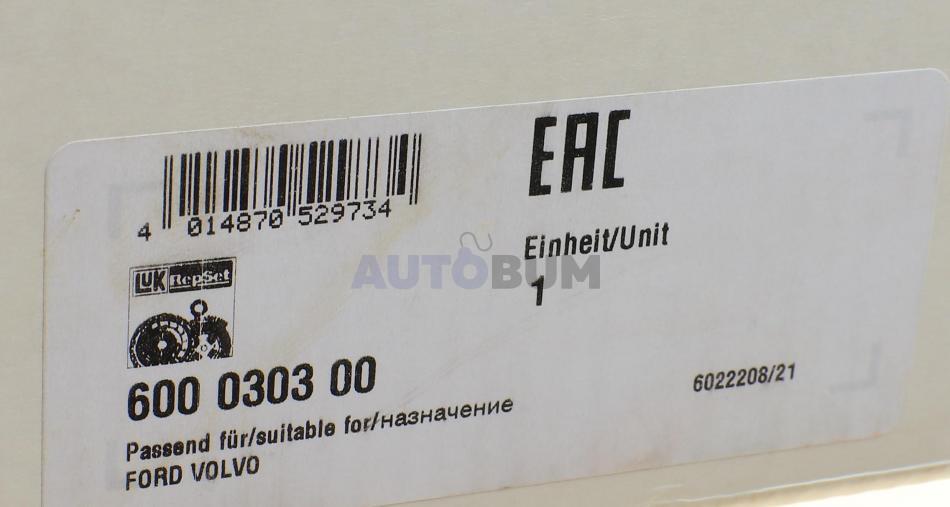 4 014870 529734
EAC
LUK RepSet
Einheit/Unit
1
AUTOBUM
600 0303 00
6022208/21
Passend für/suitable for/назначение
FORD VOLVO